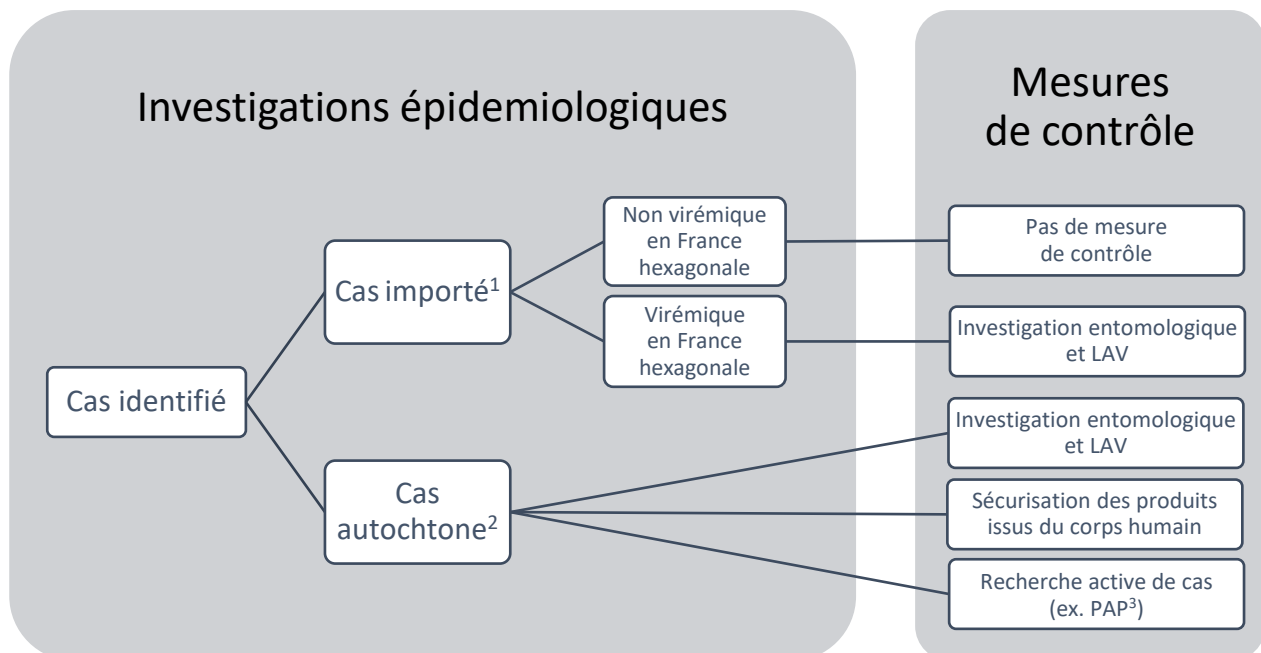 Investigations épidemiologiques
Mesures
de contrôle
Cas identifié
Cas importé¹
Non virémique
en France
hexagonale
Pas de mesure
de contrôle
Virémique
en France
hexagonale
Investigation entomologique
et LAV
Cas
autochtone²
Investigation entomologique
et LAV
Sécurisation des produits
issus du corps humain
Recherche active de cas
(ex. PAP³)